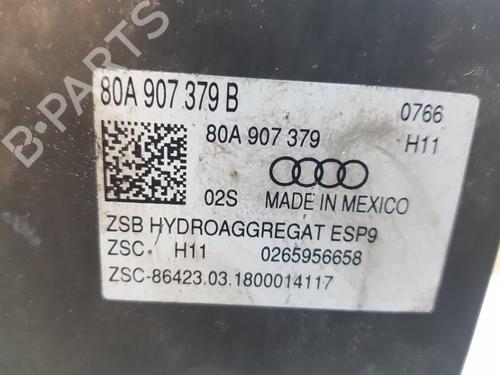 80A 907 379 B
0766
80A 907 379
H11
02S
MADE IN MEXICO
ZSB HYDROAGGREGAT ESP9
ZSC H11 0265956658
ZSC-86423.03.1800014117